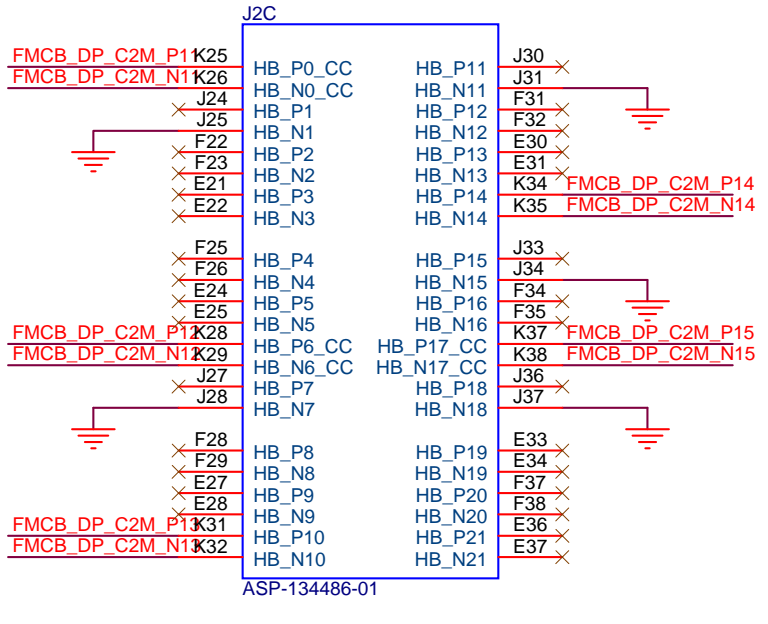 J2C
FMCB_DP_C2M_P11 K25 HB_P0_CC HB_P11 J30
FMCB_DP_C2M_N11 K26 HB_N0_CC HB_N11 J31
J24 HB_P1 HB_P12 F31
J25 HB_N1 HB_N12 F32
F22 HB_P2 HB_P13 E30
F23 HB_N2 HB_N13 E31
E21 HB_P3 HB_P14 K34 FMCB_DP_C2M_P14
E22 HB_N3 HB_N14 K35 FMCB_DP_C2M_N14
F25 HB_P4 HB_P15 J33
F26 HB_N4 HB_N15 J34
E24 HB_P5 HB_P16 F34
E25 HB_N5 HB_N16 F35
FMCB_DP_C2M_P12 K28 HB_P6_CC HB_P17_CC K37 FMCB_DP_C2M_P15
FMCB_DP_C2M_N12 K29 HB_N6_CC HB_N17_CC K38 FMCB_DP_C2M_N15
J27 HB_P7 HB_P18 J36
J28 HB_N7 HB_N18 J37
F28 HB_P8 HB_P19 E33
F29 HB_N8 HB_N19 E34
E27 HB_P9 HB_P20 F37
E28 HB_N9 HB_N20 F38
FMCB_DP_C2M_P13 K31 HB_P10 HB_P21 E36
FMCB_DP_C2M_N13 K32 HB_N10 HB_N21 E37
ASP-134486-01